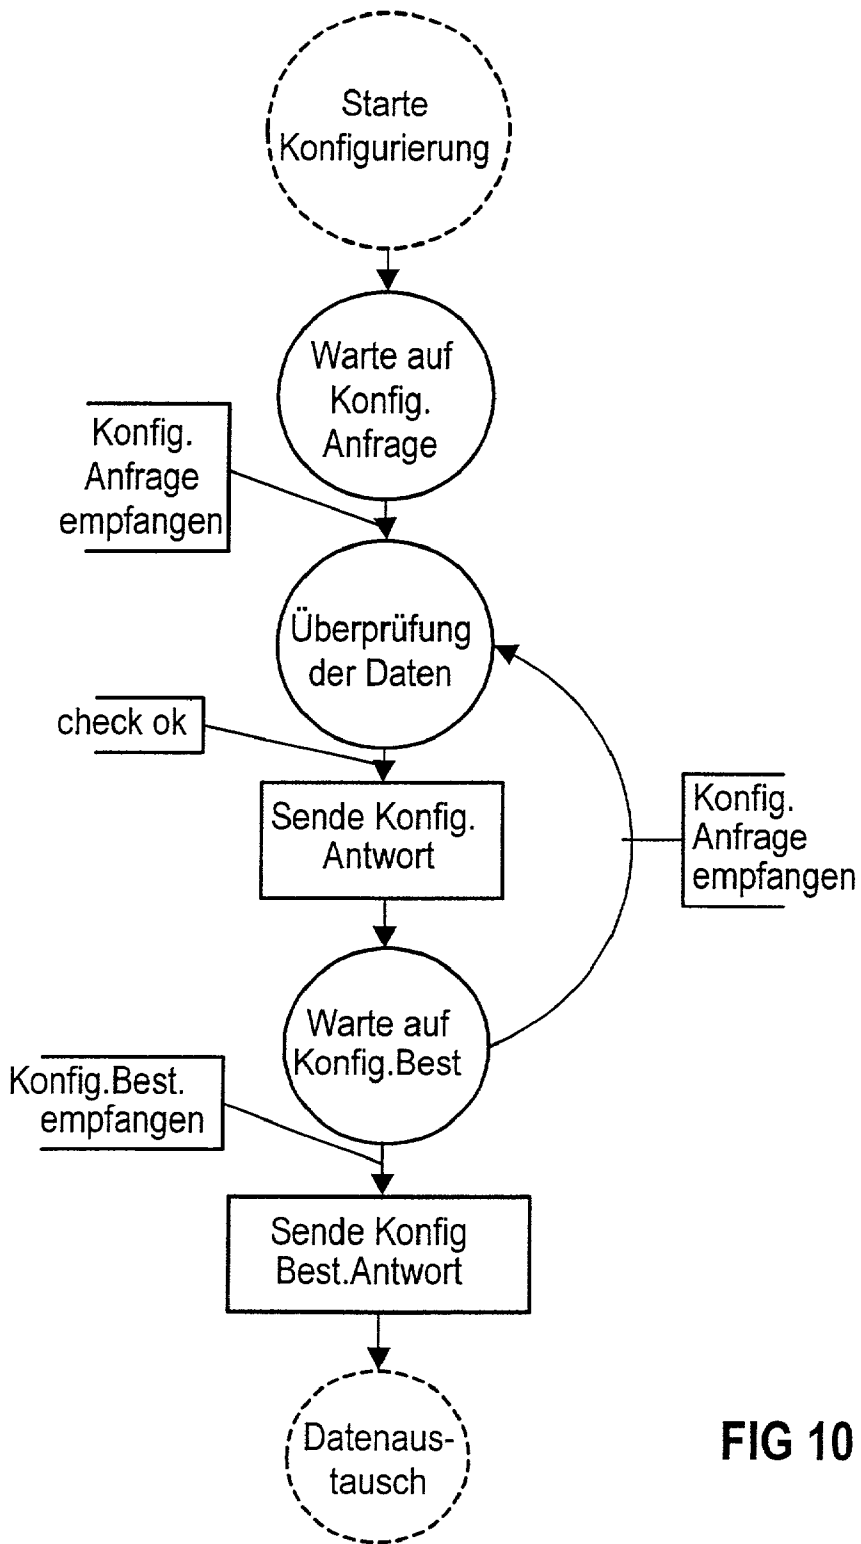 Starte
Konfigurierung
Warte auf
Konfig.
Anfrage
Konfig.
Anfrage
empfangen
Überprüfung
der Daten
check ok
Sende Konfig.
Antwort
Konfig.
Anfrage
empfangen
Warte auf
Konfig.Best
Konfig.Best.
empfangen
Sende Konfig
Best.Antwort
Datenaus-
tausch
FIG 10